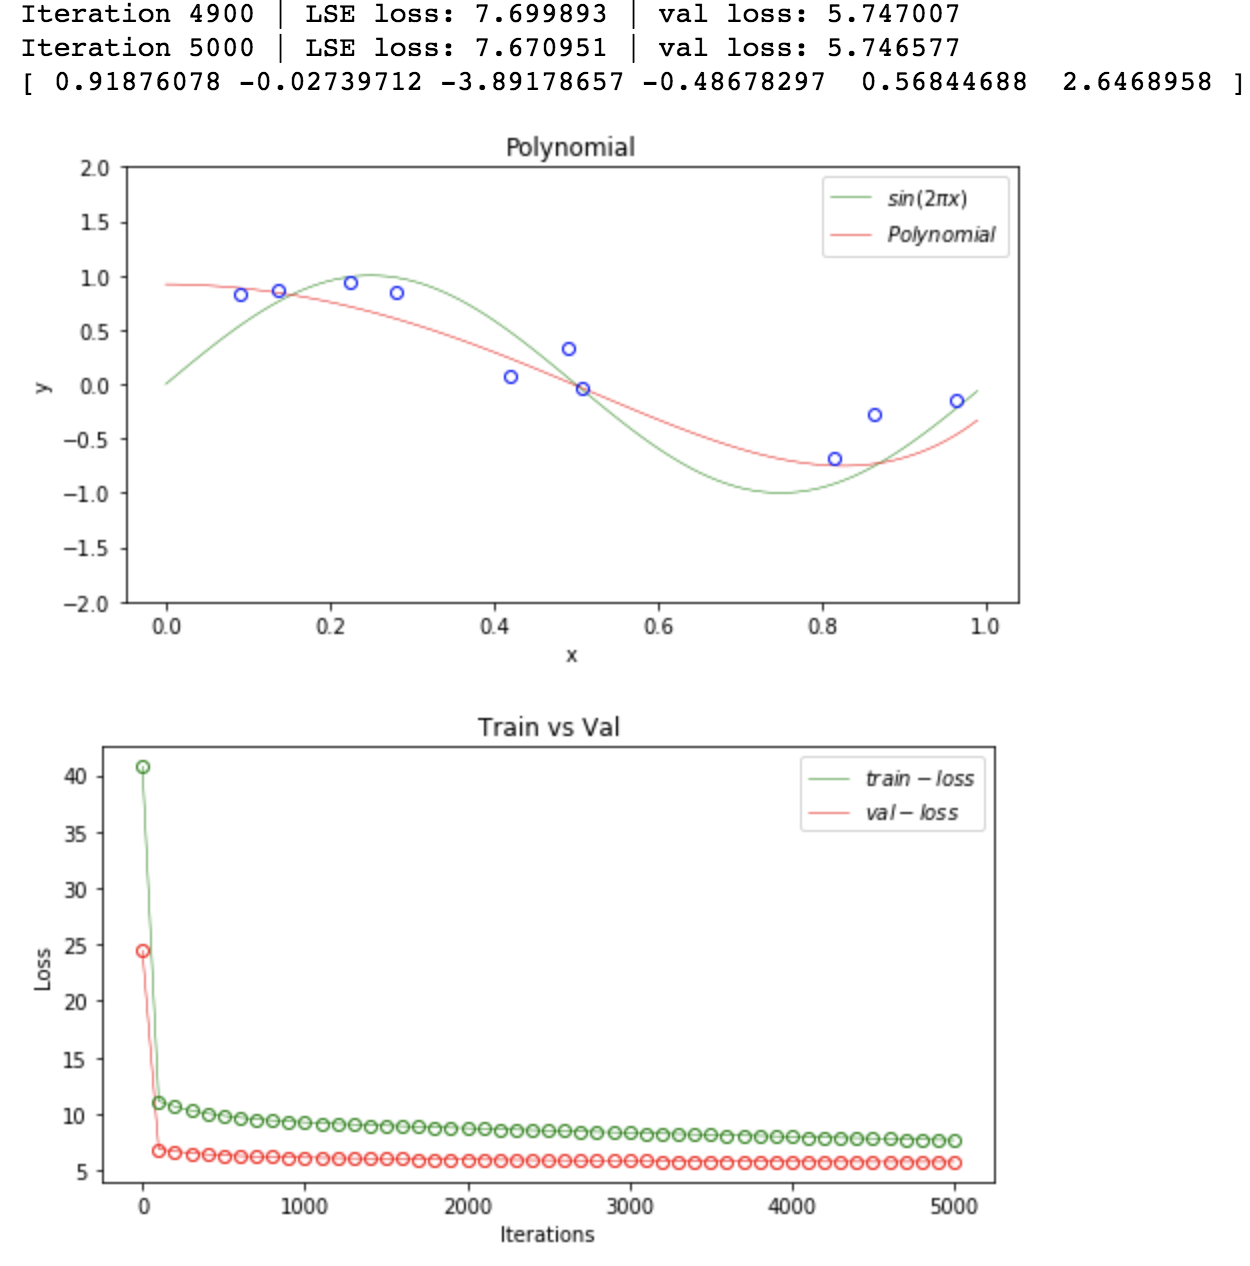 Iteration 4900 | LSE loss: 7.699893 | val loss: 5.747007
Iteration 5000 | LSE loss: 7.670951 | val loss: 5.746577
[ 0.91876078 -0.02739712 -3.89178657 -0.48678297  0.56844688  2.6468958 ]
Polynomial
2.0
1.5
1.0
0.5
0.0
−0.5
−1.0
−1.5
−2.0
y
sin(2πx)
Polynomial
0.0 0.2 0.4 0.6 0.8 1.0
x
Train vs Val
40
35
30
25
20
15
10
5
Loss
train − loss
val − loss
0 1000 2000 3000 4000 5000
Iterations